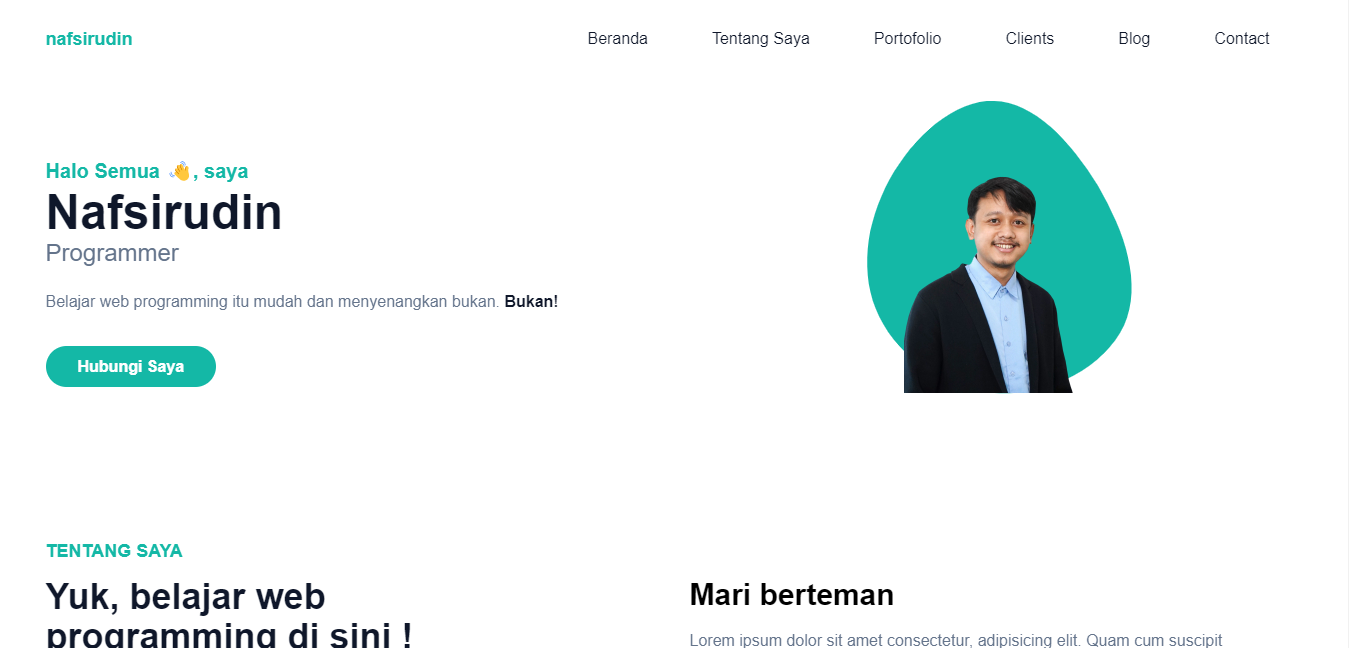 nafsirudin
Beranda Tentang Saya Portofolio Clients Blog Contact
Halo Semua 👋, saya
Nafsirudin
Programmer
Belajar web programming itu mudah dan menyenangkan bukan. Bukan!
Hubungi Saya
TENTANG SAYA
Yuk, belajar web
programming di sini !
Mari berteman
Lorem ipsum dolor sit amet consectetur, adipisicing elit. Quam cum suscipit